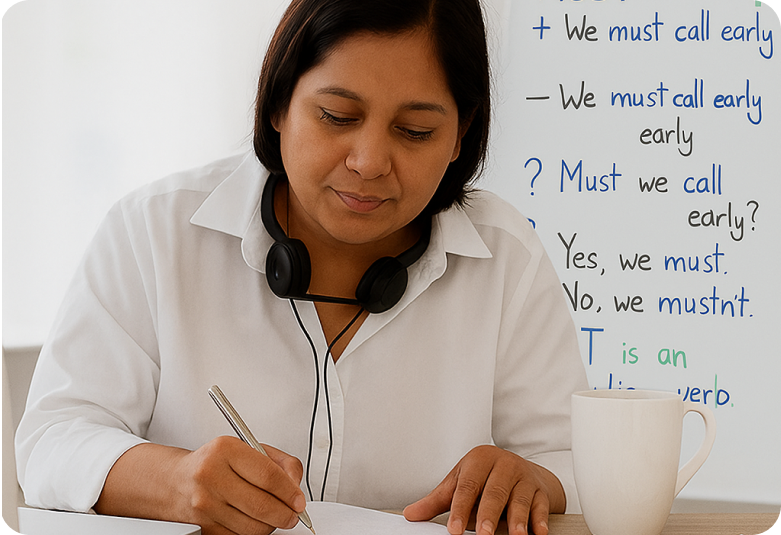 + We must call early
– We must call early
early
? Must we call
early?
Yes, we must.
No, we mustn't.
T is an
verb.